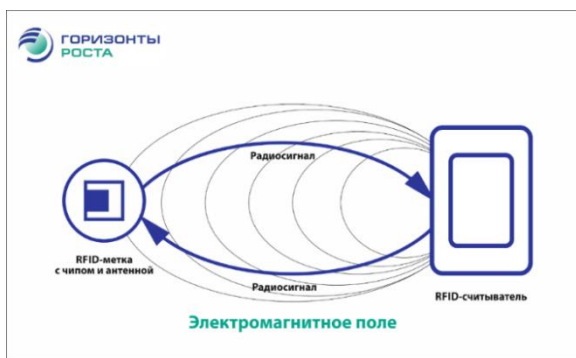 ГОРИЗОНТЫ
РОСТА
Радиосигнал
RFID-метка
с чипом и антенной
Радиосигнал
RFID-считыватель
Электромагнитное поле